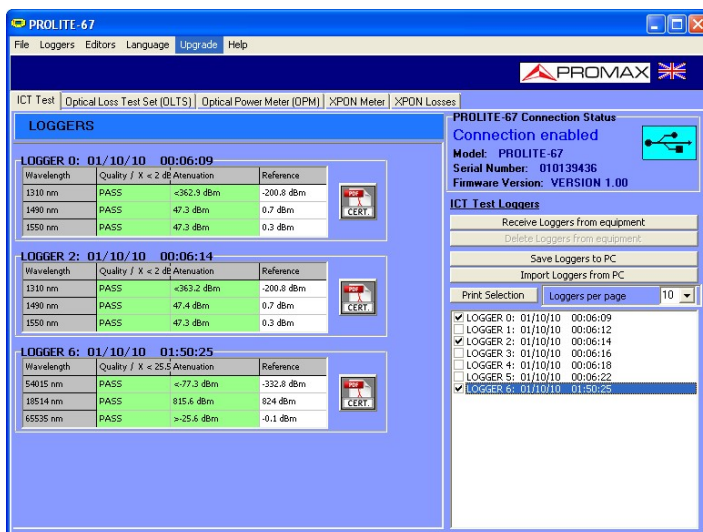 PROLITE-67
File Loggers Editors Language Upgrade Help
PROMAX
ICT Test Optical Loss Test Set (OLTS) Optical Power Meter (OPM) XPON Meter XPON Losses
LOGGERS
LOGGER 0: 01/10/10 00:06:09
Wavelength Quality / X < 2 dB Atenuation Reference
1310 nm PASS <362.9 dBm -200.8 dBm
1490 nm PASS 47.3 dBm 0.7 dBm
1550 nm PASS 47.3 dBm 0.3 dBm
PDF
CERT.
LOGGER 2: 01/10/10 00:06:14
Wavelength Quality / X < 2 dB Atenuation Reference
1310 nm PASS <363.2 dBm -200.8 dBm
1490 nm PASS 47.4 dBm 0.7 dBm
1550 nm PASS 47.3 dBm 0.3 dBm
PDF
CERT.
LOGGER 6: 01/10/10 01:50:25
Wavelength Quality / X < 25.5 Atenuation Reference
54015 nm PASS <-77.3 dBm -332.8 dBm
18514 nm PASS 815.6 dBm 824 dBm
65535 nm PASS >-25.6 dBm -0.1 dBm
PDF
CERT.
PROLITE-67 Connection Status
Connection enabled
Model: PROLITE-67
Serial Number: 010139436
Firmware Version: VERSION 1.00
ICT Test Loggers
Receive Loggers from equipment
Delete Loggers from equipment
Save Loggers to PC
Import Loggers from PC
Print Selection Loggers per page 10
LOGGER 0: 01/10/10 00:06:09
LOGGER 1: 01/10/10 00:06:12
LOGGER 2: 01/10/10 00:06:14
LOGGER 3: 01/10/10 00:06:16
LOGGER 4: 01/10/10 00:06:18
LOGGER 5: 01/10/10 00:06:22
LOGGER 6: 01/10/10 01:50:25